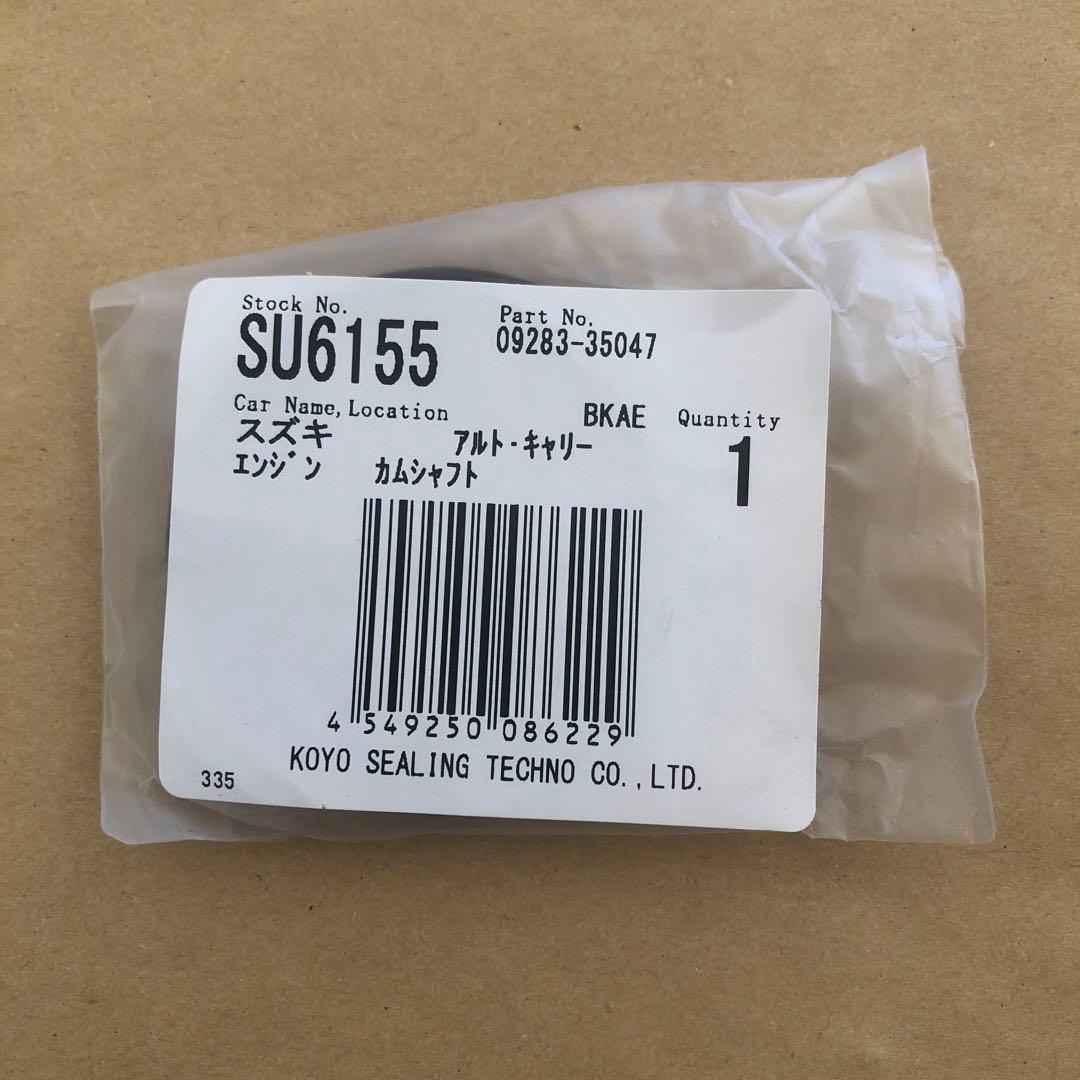 Stock No. Part No.
SU6155 09283-35047
Car Name,Location BKAE Quantity
スズキ アルト・キャリー 1
エンジン カムシャフト
4 549250 086229
KOYO SEALING TECHNO CO.,LTD.
335